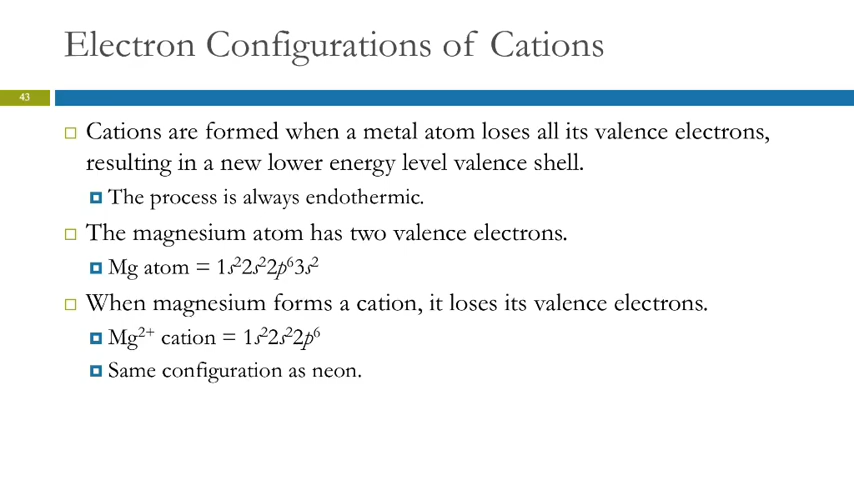 Electron Configurations of Cations
43
Cations are formed when a metal atom loses all its valence electrons,
resulting in a new lower energy level valence shell.
The process is always endothermic.
The magnesium atom has two valence electrons.
Mg atom = 1s²2s²2p⁶3s²
When magnesium forms a cation, it loses its valence electrons.
Mg²⁺ cation = 1s²2s²2p⁶
Same configuration as neon.